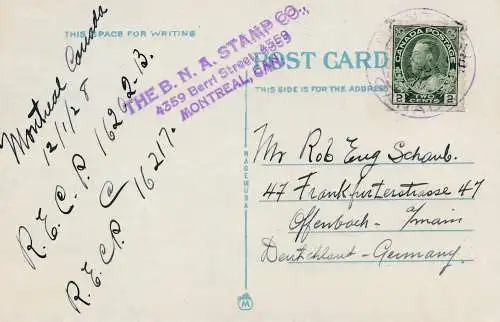 THIS SPACE FOR WRITING
Montreal Canada
12/1/28
R.E.C.P. 16292-B.
C
R.E.CP. 16217.
THE B. N. A. STAMP CO.,
4359 Berri Street
MONTREAL, CAN.
POST CARD
THIS SIDE IS FOR THE ADDRESS
CANADA POSTAGE
2 CENTS 2
Mr Rob Eug Schaub.
47 Frankfurterstrasse 47
Offenbach - a/main
Deutschland - Germany.